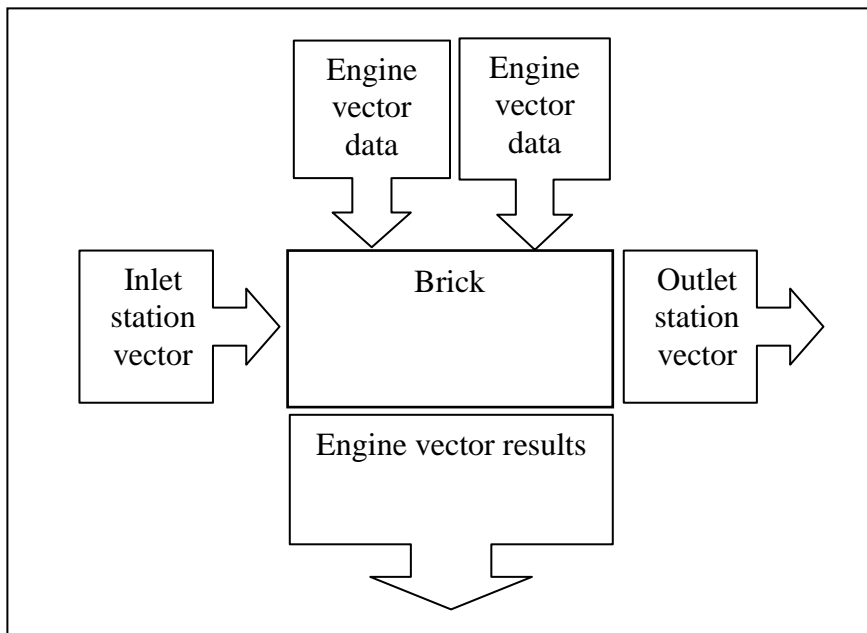 Engine
vector
data
Engine
vector
data
Inlet
station
vector
Brick
Outlet
station
vector
Engine vector results